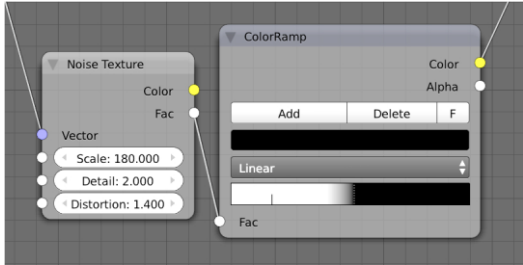 Noise Texture
Color
Fac
Vector
Scale: 180.000
Detail: 2.000
Distortion: 1.400
ColorRamp
Color
Alpha
Add Delete F
Linear
Fac